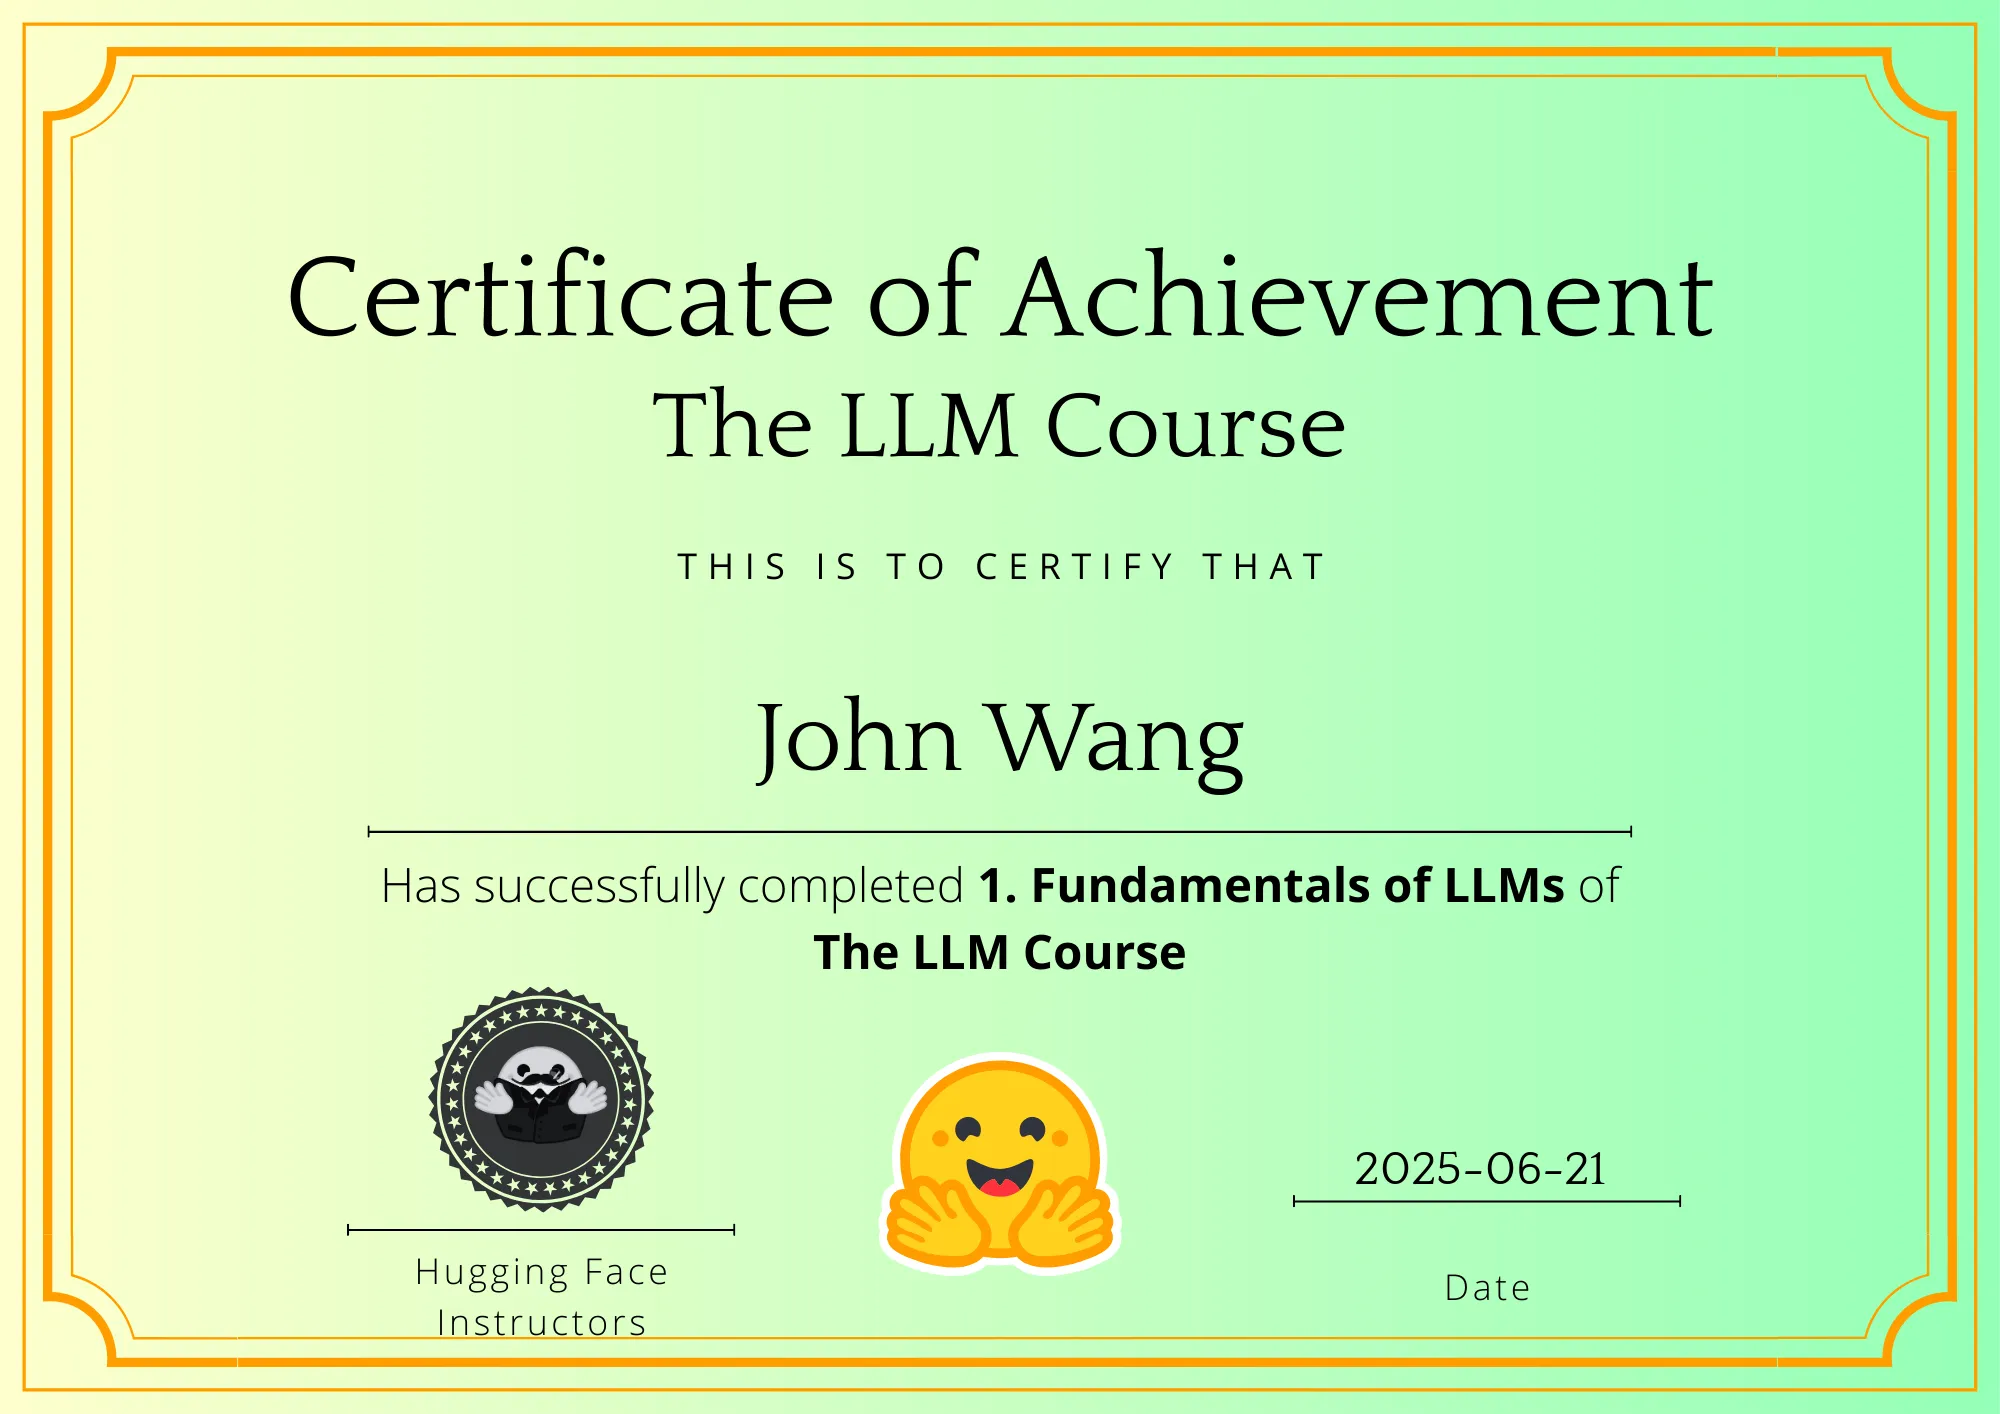 Certificate of Achievement
The LLM Course
THIS IS TO CERTIFY THAT
John Wang
Has successfully completed 1. Fundamentals of LLMs of
The LLM Course
2025-06-21
Hugging Face
Instructors
Date